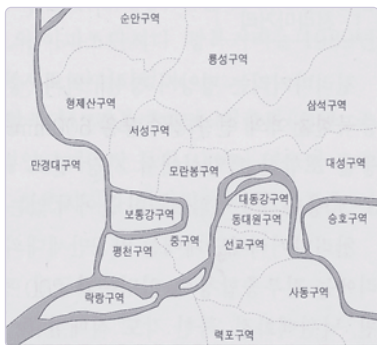 순안구역
룡성구역
형제산구역
삼석구역
서성구역
만경대구역
모란봉구역
대성구역
대동강구역
보통강구역
동대원구역
승호구역
중구역
선교구역
평천구역
락랑구역
사동구역
력포구역